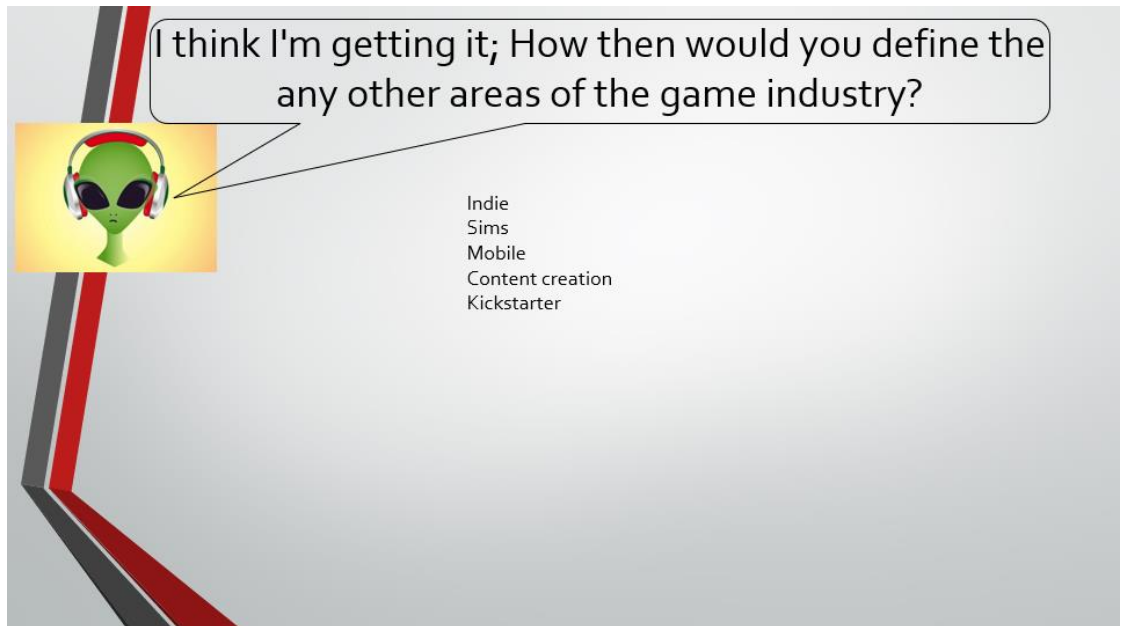 I think I'm getting it; How then would you define the
any other areas of the game industry?
Indie
Sims
Mobile
Content creation
Kickstarter